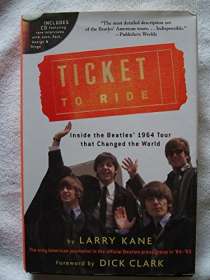 INCLUDES
CD featuring
rare interviews
with John, Paul,
George &
Ringo
"The most detailed description yet
of the Beatles' American tours. . . . Indispensable."
—Publishers Weekly
TICKET
TO RIDE
Inside the Beatles' 1964 Tour
that Changed the World
by LARRY KANE
The only American journalist in the official Beatles press group in '64-'65
Foreword by DICK CLARK